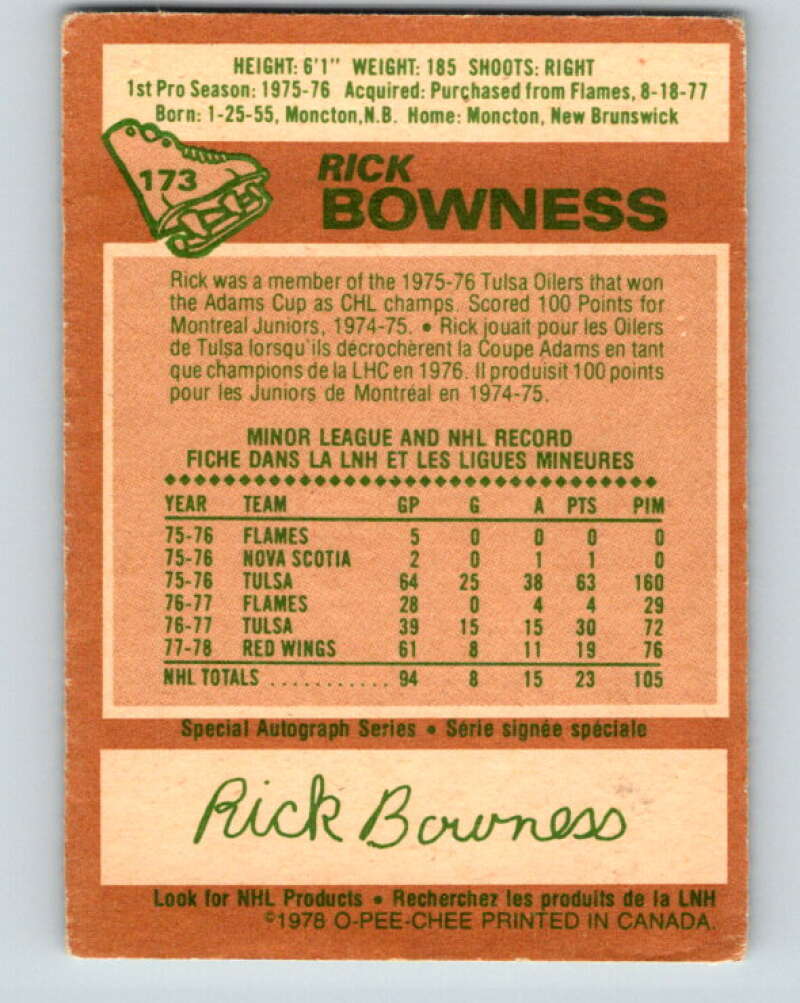 HEIGHT: 6'1" WEIGHT: 185 SHOOTS: RIGHT
1st Pro Season: 1975-76 Acquired: Purchased from Flames, 8-18-77
Born: 1-25-55, Moncton, N.B. Home: Moncton, New Brunswick
173
RICK
BOWNESS
Rick was a member of the 1975-76 Tulsa Oilers that won
the Adams Cup as CHL champs. Scored 100 Points for
Montreal Juniors, 1974-75. • Rick jouait pour les Oilers
de Tulsa lorsqu'ils décrochèrent la Coupe Adams en tant
que champions de la LHC en 1976. Il produisit 100 points
pour les Juniors de Montréal en 1974-75.
MINOR LEAGUE AND NHL RECORD
FICHE DANS LA LNH ET LES LIGUES MINEURES
YEAR TEAM GP G A PTS PIM
75-76 FLAMES 5 0 0 0 0
75-76 NOVA SCOTIA 2 0 1 1 0
75-76 TULSA 64 25 38 63 160
76-77 FLAMES 28 0 4 4 29
76-77 TULSA 39 15 15 30 72
77-78 RED WINGS 61 8 11 19 76
NHL TOTALS ............ 94 8 15 23 105
Special Autograph Series • Série signée spéciale
Rick Bowness
Look for NHL Products • Recherchez les produits de la LNH
©1978 O-PEE-CHEE PRINTED IN CANADA.